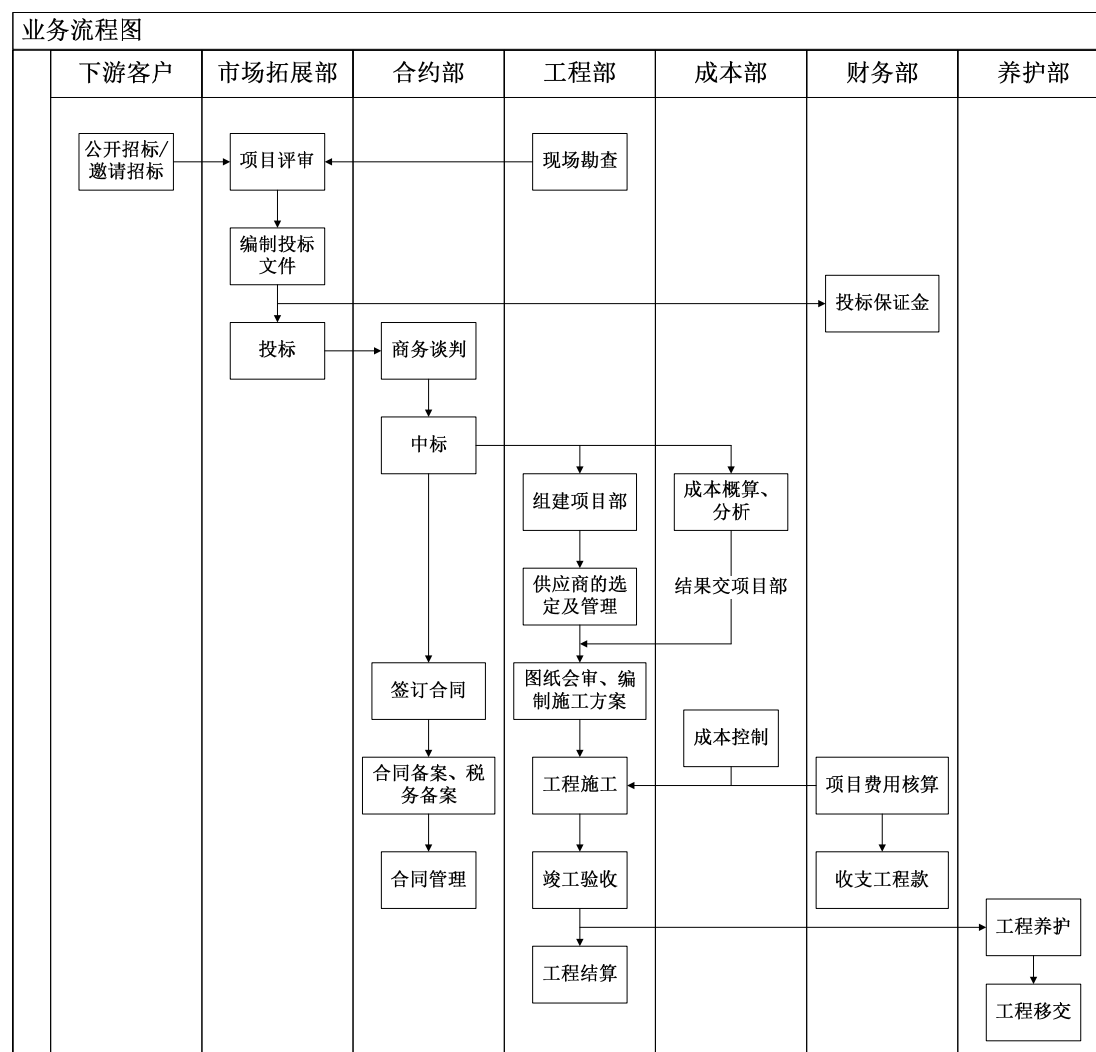 业务流程图
下游客户
市场拓展部
合约部
工程部
成本部
财务部
养护部
公开招标/
邀请招标
项目评审
现场勘查
编制投标
文件
投标保证金
投标
商务谈判
中标
组建项目部
成本概算、
分析
供应商的选
定及管理
结果交项目部
签订合同
图纸会审、编
制施工方案
成本控制
合同备案、税
务备案
工程施工
项目费用核算
合同管理
竣工验收
收支工程款
工程养护
工程结算
工程移交